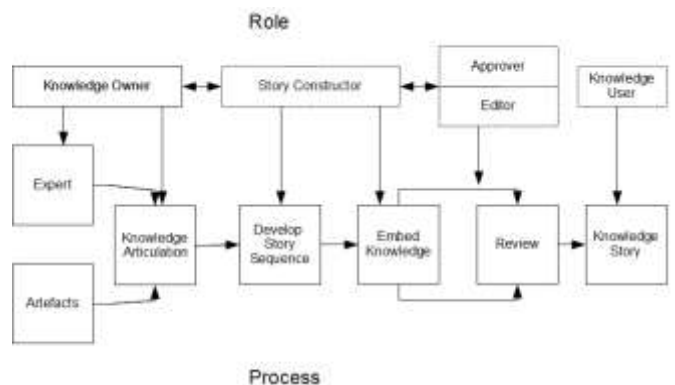 Role
Knowledge Owner
Story Constructor
Approver
Editor
Knowledge
User
Expert
Knowledge
Articulation
Develop
Story
Sequence
Embed
Knowledge
Review
Knowledge
Story
Artefacts
Process